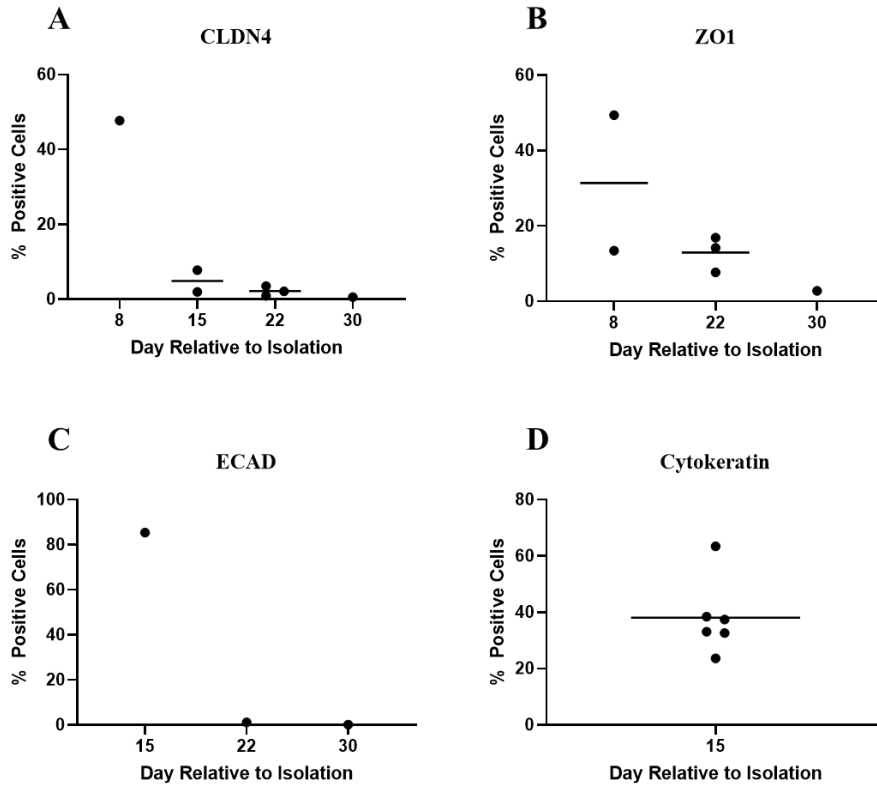 A
CLDN4
% Positive Cells
60
40
20
0
8 15 22 30
Day Relative to Isolation
B
ZO1
% Positive Cells
60
40
20
0
8 22 30
Day Relative to Isolation
C
ECAD
% Positive Cells
100
80
60
40
20
0
15 22 30
Day Relative to Isolation
D
Cytokeratin
% Positive Cells
80
60
40
20
0
15
Day Relative to Isolation